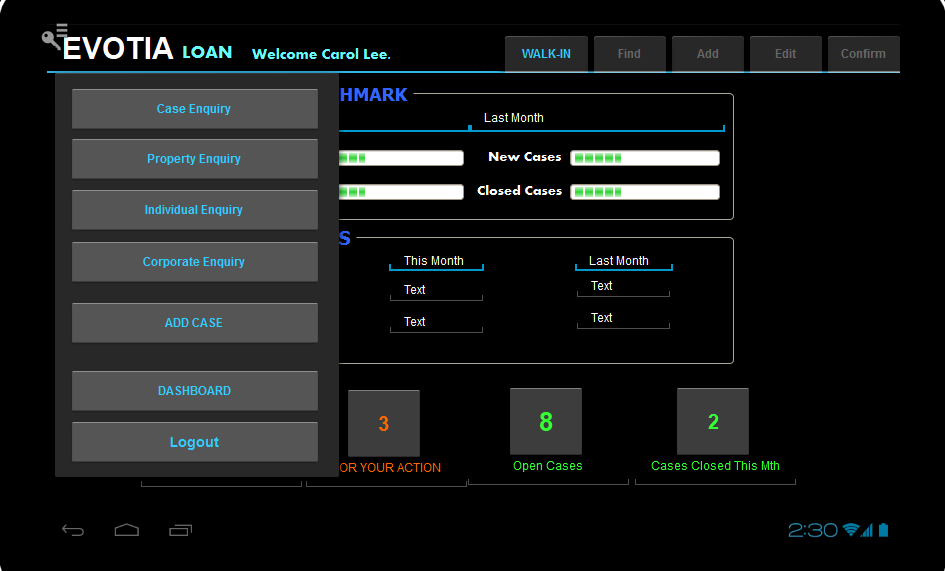 EVOTIA LOAN Welcome Carol Lee.
WALK-IN Find Add Edit Confirm
Case Enquiry
Property Enquiry
Individual Enquiry
Corporate Enquiry
ADD CASE
DASHBOARD
Logout
HMARK
Last Month
New Cases
Closed Cases
S
This Month Last Month
Text Text
Text Text
3 8 2
OR YOUR ACTION Open Cases Cases Closed This Mth
2:30